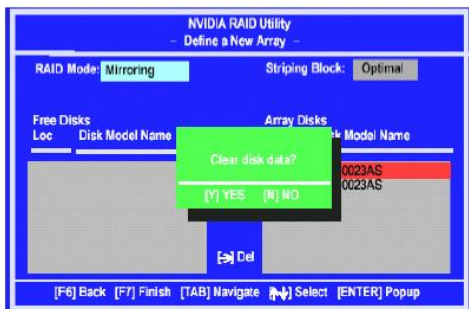 NVIDIA RAID Utility
– Define a New Array –
RAID Mode: Mirroring Striping Block: Optimal
Free Disks Array Disks
Loc Disk Model Name k Model Name
Clear disk data?
0023AS
[Y] YES [N] NO 0023AS
Del
[F6] Back [F7] Finish [TAB] Navigate Select [ENTER] Popup